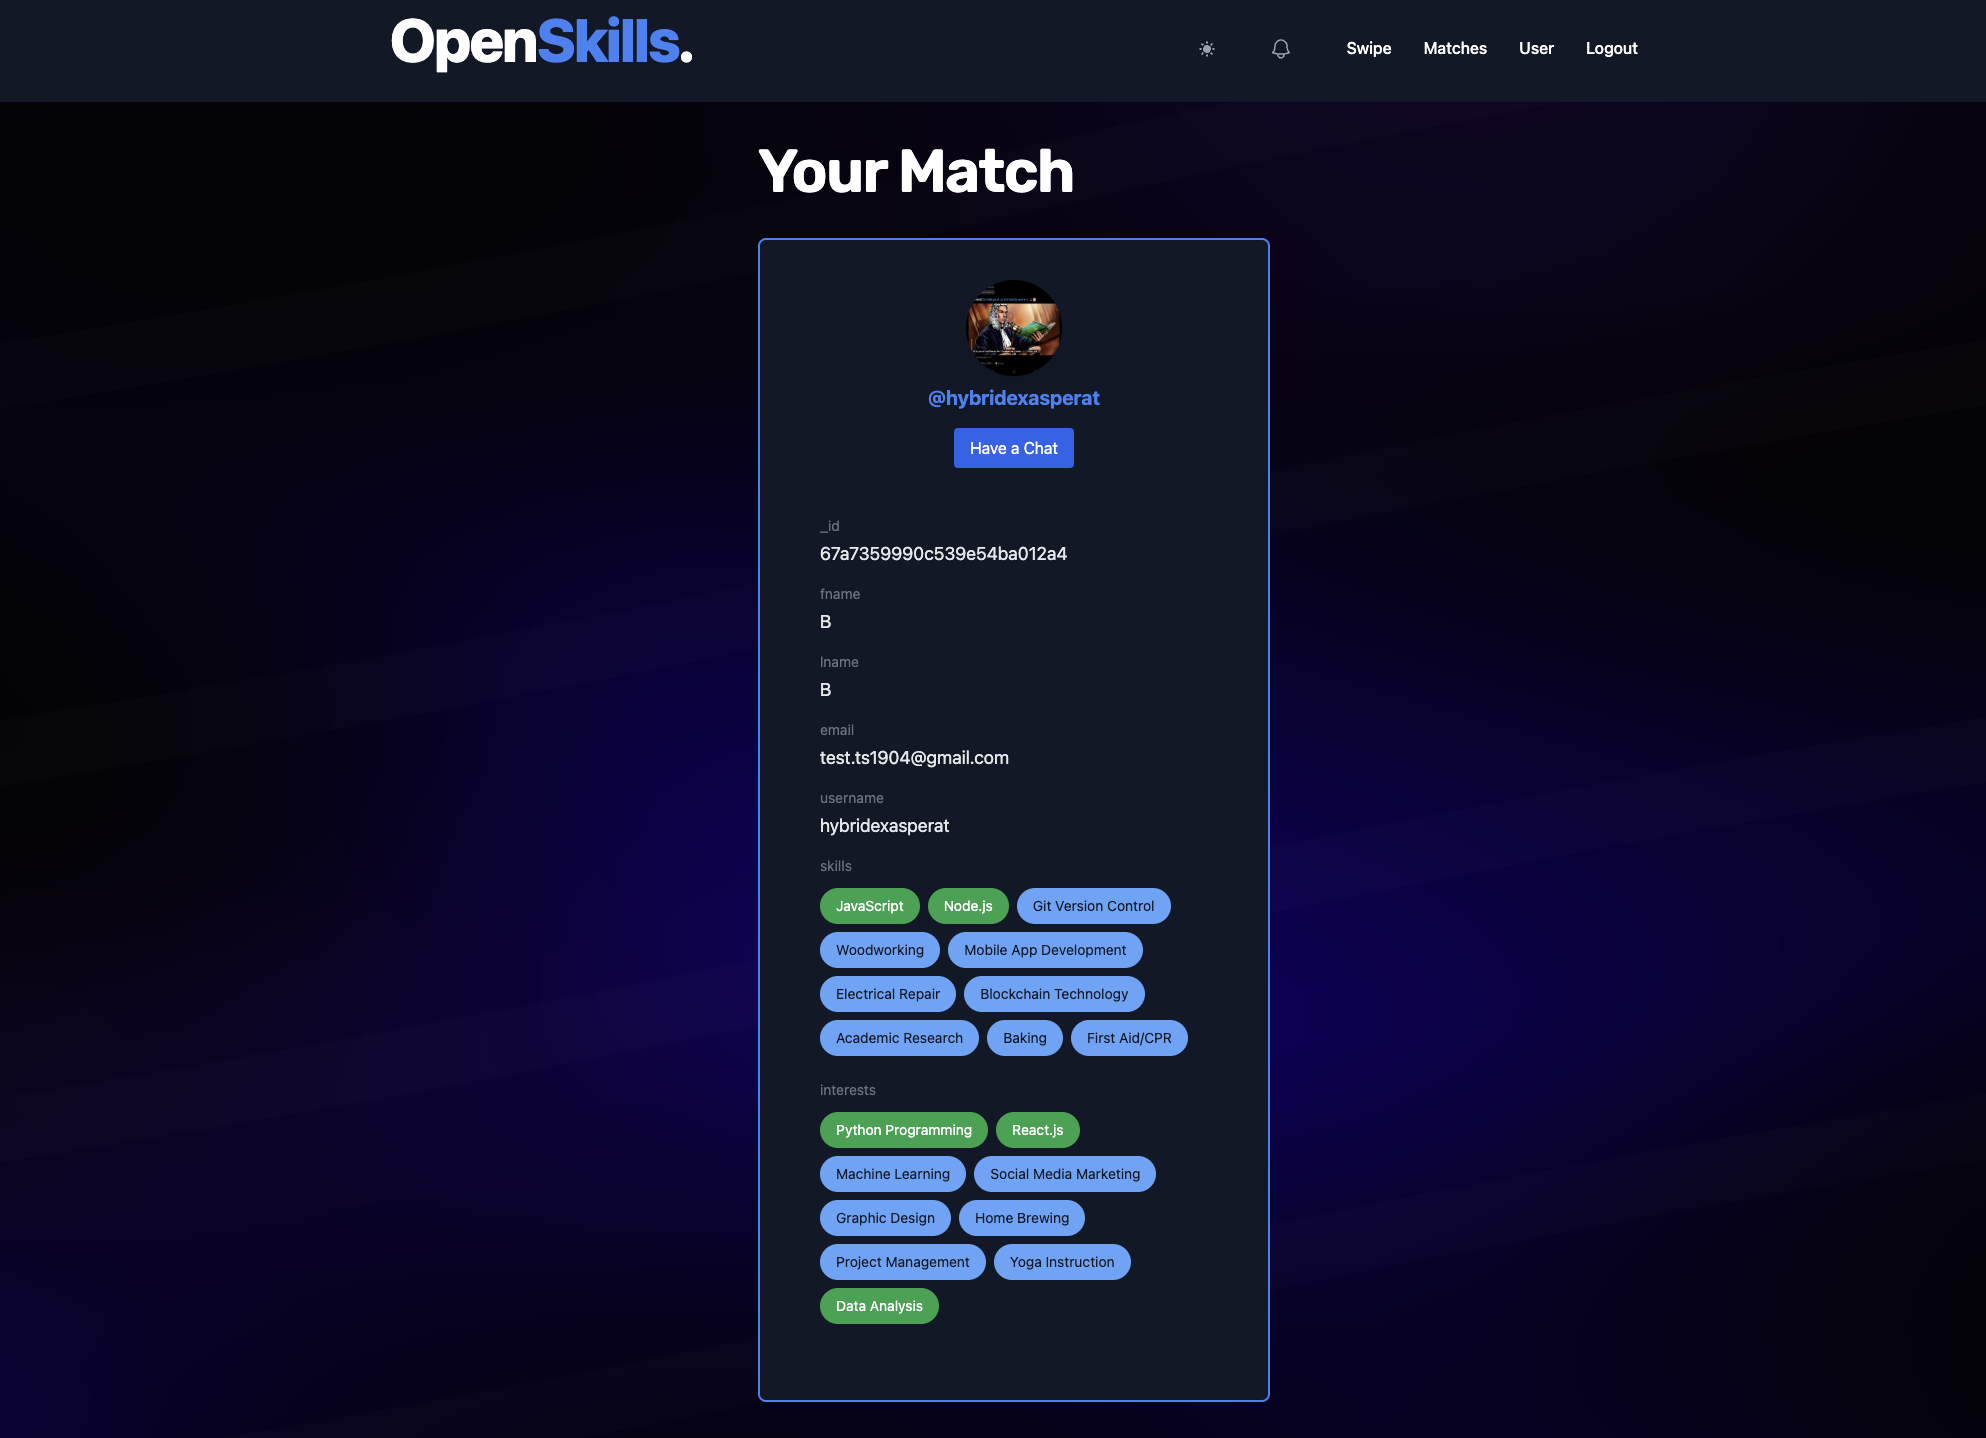 OpenSkills.
Swipe Matches User Logout
Your Match
@hybridexasperat
Have a Chat
_id
67a7359990c539e54ba012a4
fname
B
lname
B
email
test.ts1904@gmail.com
username
hybridexasperat
skills
JavaScript Node.js Git Version Control
Woodworking Mobile App Development
Electrical Repair Blockchain Technology
Academic Research Baking First Aid/CPR
interests
Python Programming React.js
Machine Learning Social Media Marketing
Graphic Design Home Brewing
Project Management Yoga Instruction
Data Analysis